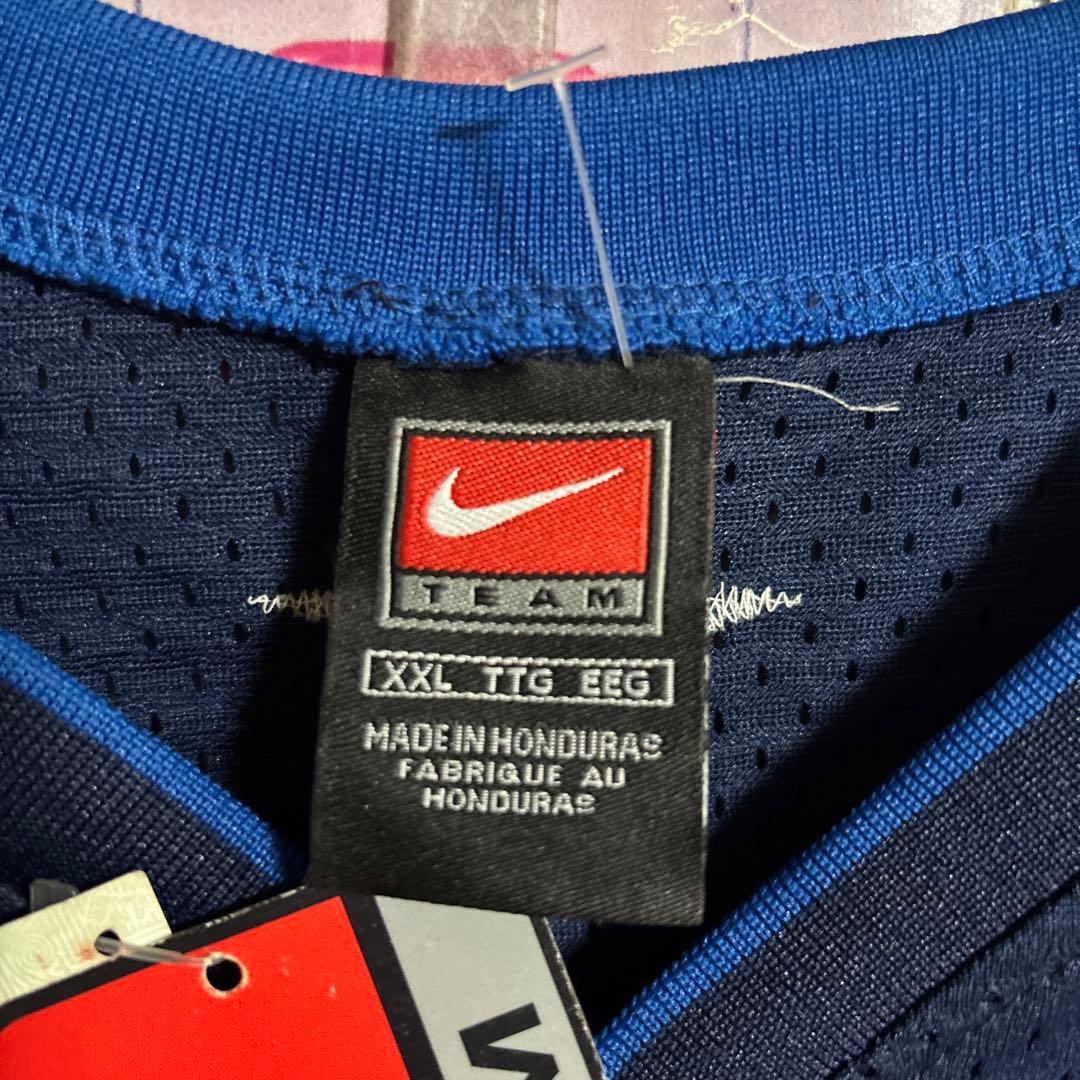 TEAM
XXL TTG EEG
MADE IN HONDURAS
FABRIQUE AU
HONDURAS